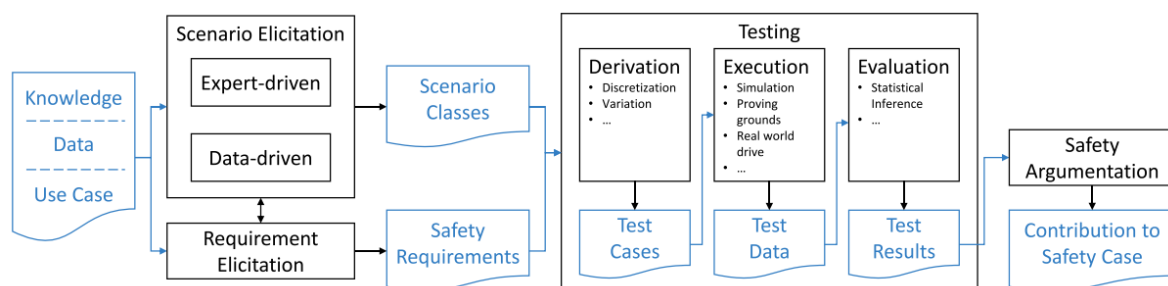 Knowledge
Data
Use Case
Scenario Elicitation
Expert-driven
Data-driven
Requirement
Elicitation
Scenario
Classes
Safety
Requirements
Testing
Derivation
• Discretization
• Variation
• ...
Test
Cases
Execution
• Simulation
• Proving
grounds
• Real world
drive
• ...
Test
Data
Evaluation
• Statistical
Inference
• ...
Test
Results
Safety
Argumentation
Contribution to
Safety Case